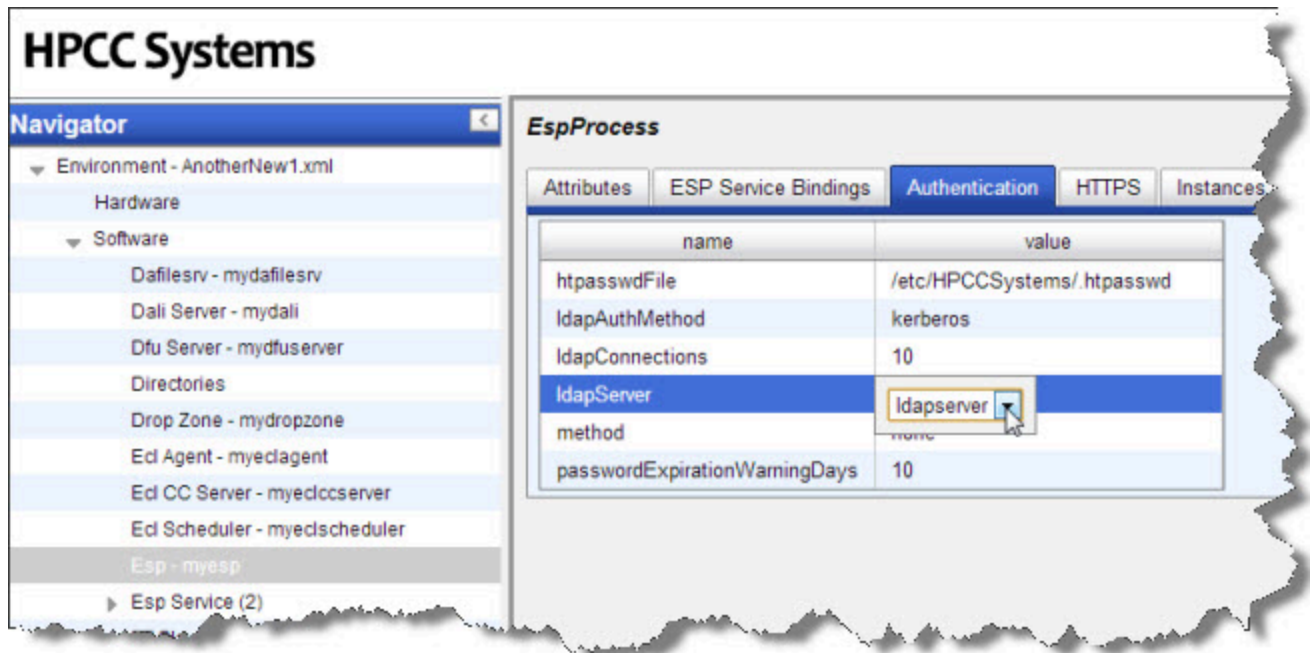 HPCC Systems
Navigator
Environment - AnotherNew1.xml
Hardware
Software
Dafilesrv - mydafilesrv
Dali Server - mydali
Dfu Server - mydfuserver
Directories
Drop Zone - mydropzone
Ecl Agent - myeclagent
Ecl CC Server - myeclccserver
Ecl Scheduler - myeclscheduler
Esp - myesp
Esp Service (2)
EspProcess
Attributes ESP Service Bindings Authentication HTTPS Instances
name value
htpasswdFile /etc/HPCCSystems/.htpasswd
ldapAuthMethod kerberos
ldapConnections 10
ldapServer ldapserver
method none
passwordExpirationWarningDays 10